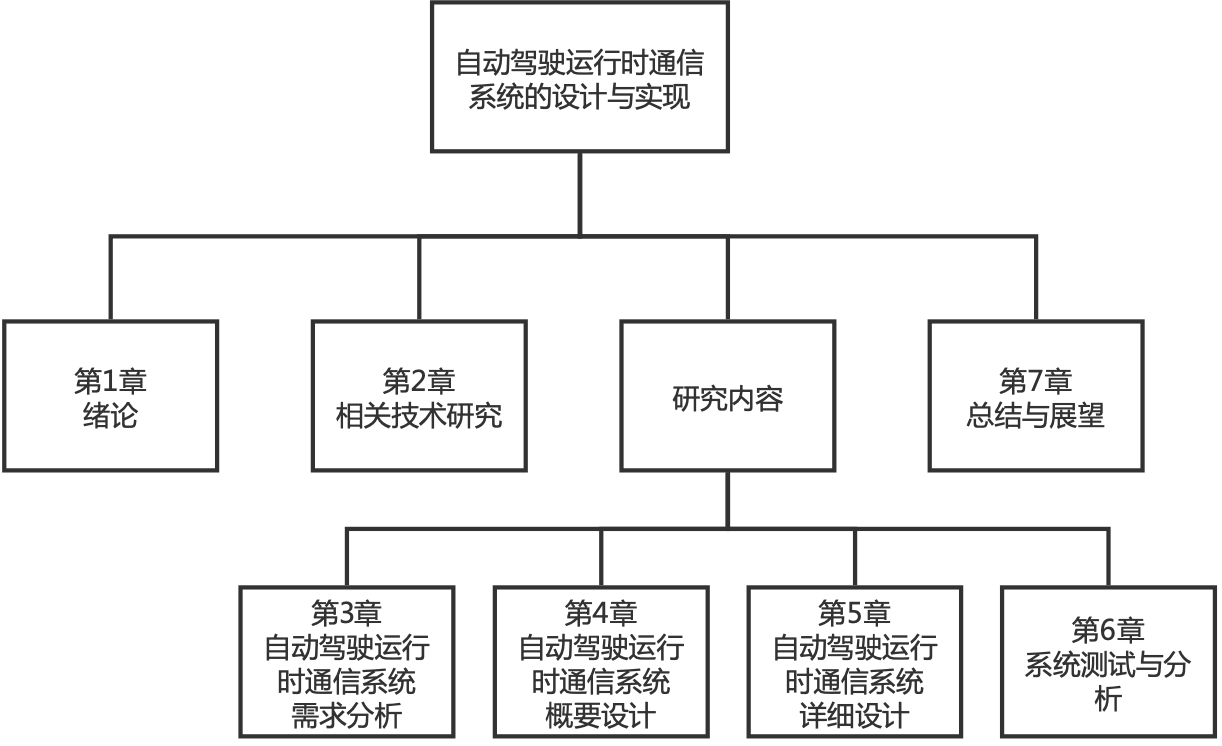 自动驾驶运行时通信
系统的设计与实现
第1章
绪论
第2章
相关技术研究
研究内容
第7章
总结与展望
第3章
自动驾驶运行
时通信系统
需求分析
第4章
自动驾驶运行
时通信系统
概要设计
第5章
自动驾驶运行
时通信系统
详细设计
第6章
系统测试与分
析